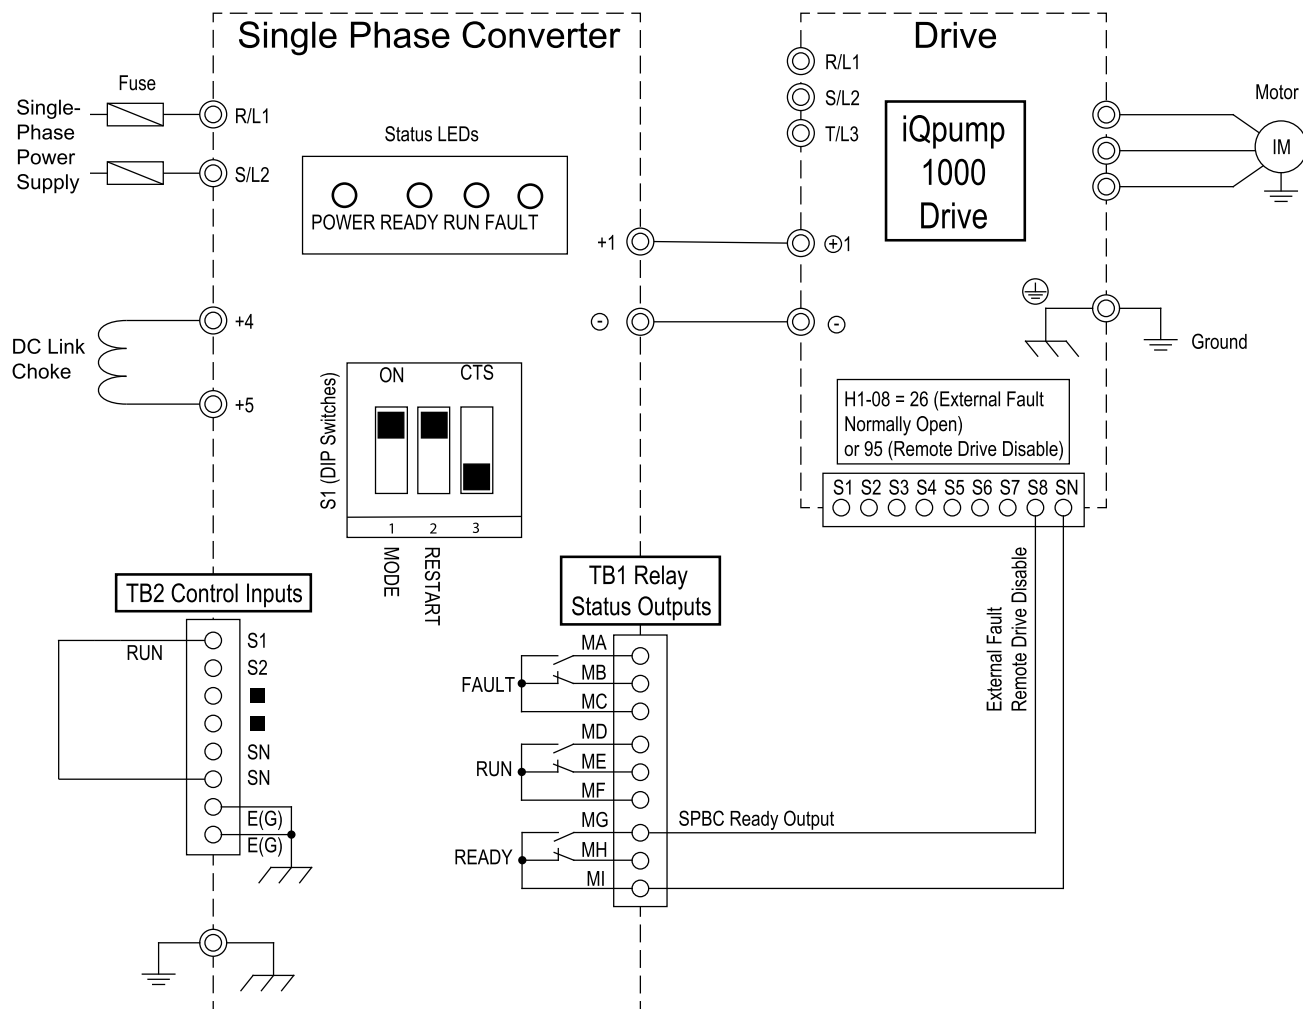 Single Phase Converter
Drive
Fuse
Single-
Phase
Power
Supply
R/L1
S/L2
Status LEDs
POWER READY RUN FAULT
R/L1
S/L2
T/L3
iQpump
1000
Drive
Motor
IM
+1
-
+1
-
DC Link
Choke
+4
+5
Ground
S1 (DIP Switches)
ON
CTS
1
2
3
MODE
RESTART
H1-08 = 26 (External Fault
Normally Open)
or 95 (Remote Drive Disable)
S1 S2 S3 S4 S5 S6 S7 S8 SN
External Fault
Remote Drive Disable
TB2 Control Inputs
RUN
S1
S2
SN
SN
E(G)
E(G)
TB1 Relay
Status Outputs
FAULT
MA
MB
MC
RUN
MD
ME
MF
READY
MG
MH
MI
SPBC Ready Output